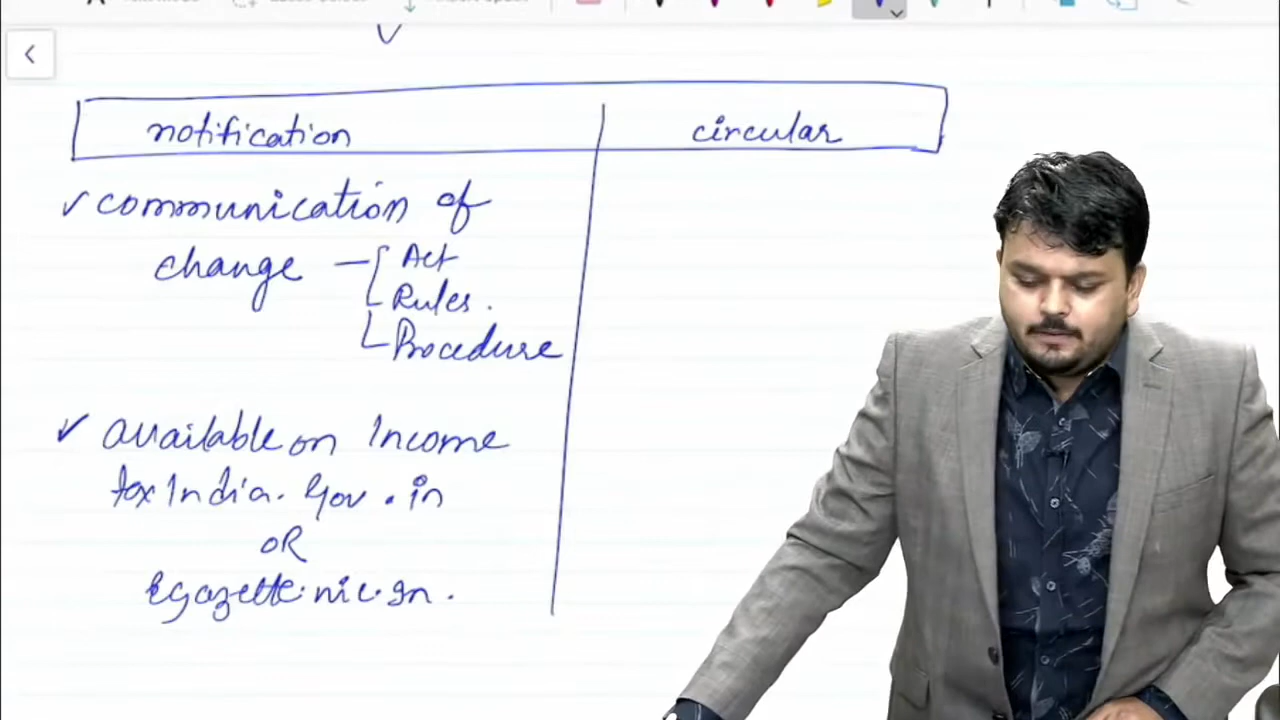 notification
circular
✓ communication of
change — Act
Rules.
Procedure
✓ available on Income
tax India. Gov. in
OR
egazette.nic.In.